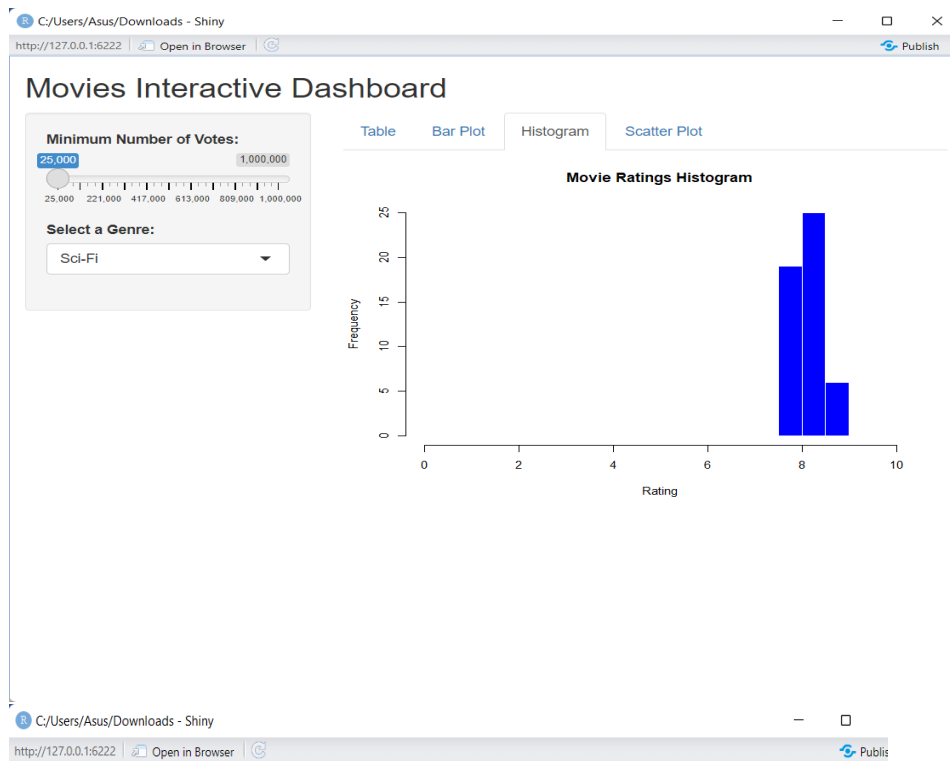 C:/Users/Asus/Downloads - Shiny
http://127.0.0.1:6222 Open in Browser Publish
Movies Interactive Dashboard
Minimum Number of Votes:
25,000 1,000,000
25,000 221,000 417,000 613,000 809,000 1,000,000
Select a Genre:
Sci-Fi
Table Bar Plot Histogram Scatter Plot
Movie Ratings Histogram
25
20
15
10
5
0
Frequency
0 2 4 6 8 10
Rating
C:/Users/Asus/Downloads - Shiny
http://127.0.0.1:6222 Open in Browser Publis